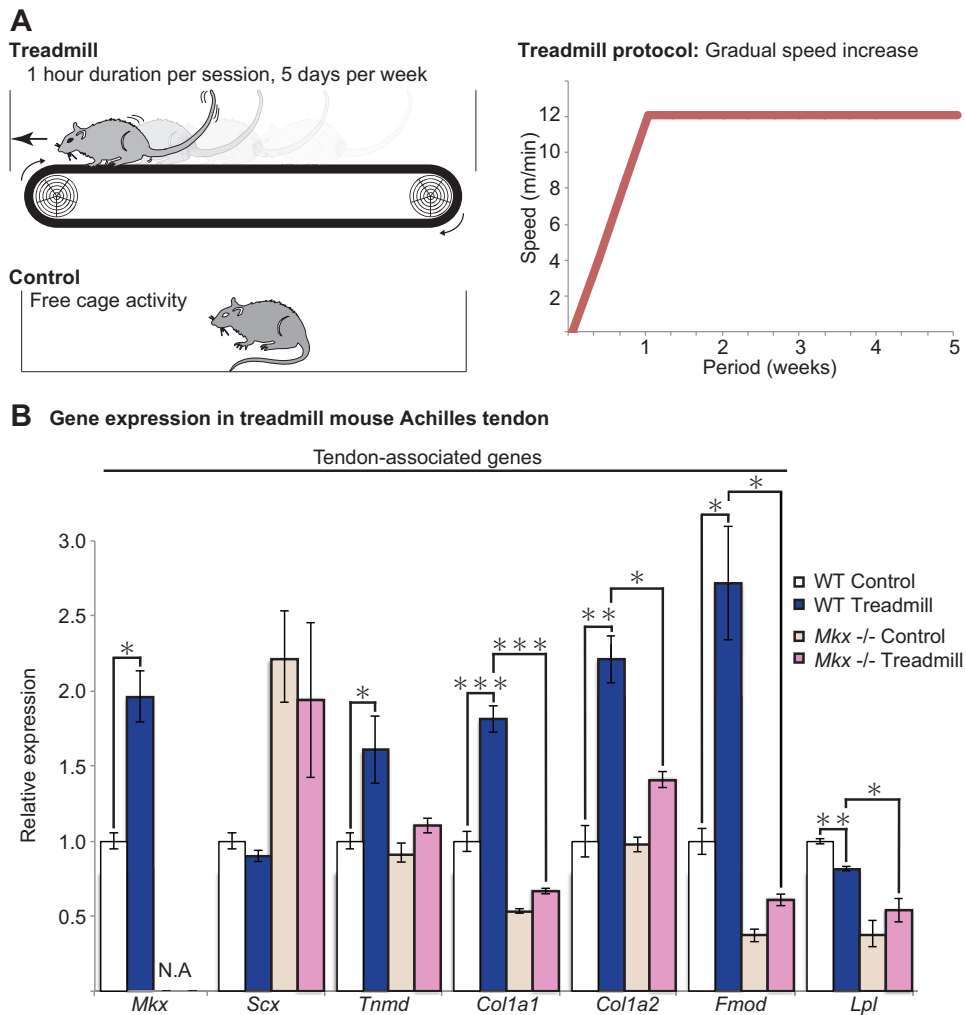 A
Treadmill
1 hour duration per session, 5 days per week
Treadmill protocol: Gradual speed increase
12
10
8
6
4
2
Speed (m/min)
1 2 3 4 5
Period (weeks)
Control
Free cage activity
B Gene expression in treadmill mouse Achilles tendon
Tendon-associated genes
3.0
2.5
2.0
1.5
1.0
0.5
Relative expression
*
*
***
***
**
*
*
*
**
*
WT Control
WT Treadmill
Mkx -/- Control
Mkx -/- Treadmill
N.A
Mkx Scx Tnmd Col1a1 Col1a2 Fmod Lpl